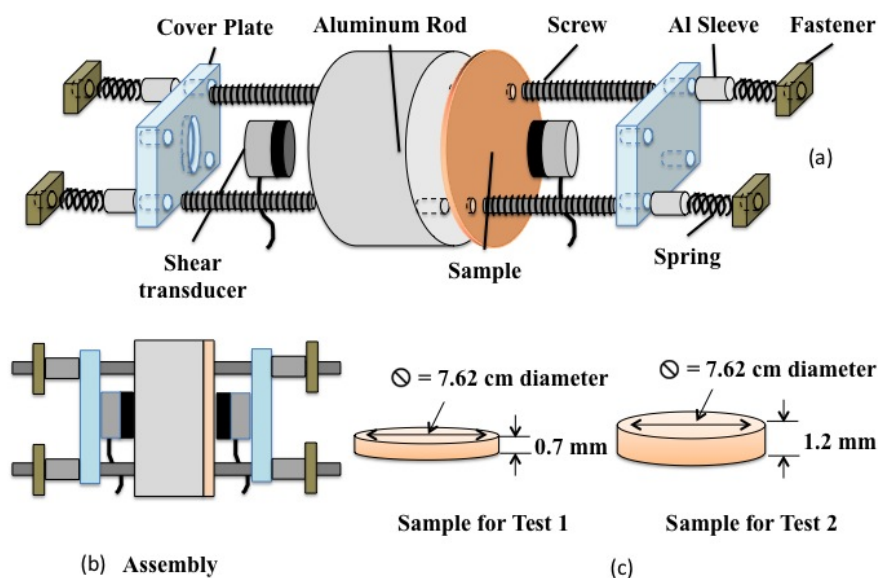 Cover Plate
Aluminum Rod
Screw
Al Sleeve
Fastener
(a)
Shear
transducer
Sample
Spring
⦸ = 7.62 cm diameter
⦸ = 7.62 cm diameter
0.7 mm
1.2 mm
Sample for Test 1
Sample for Test 2
(b) Assembly
(c)